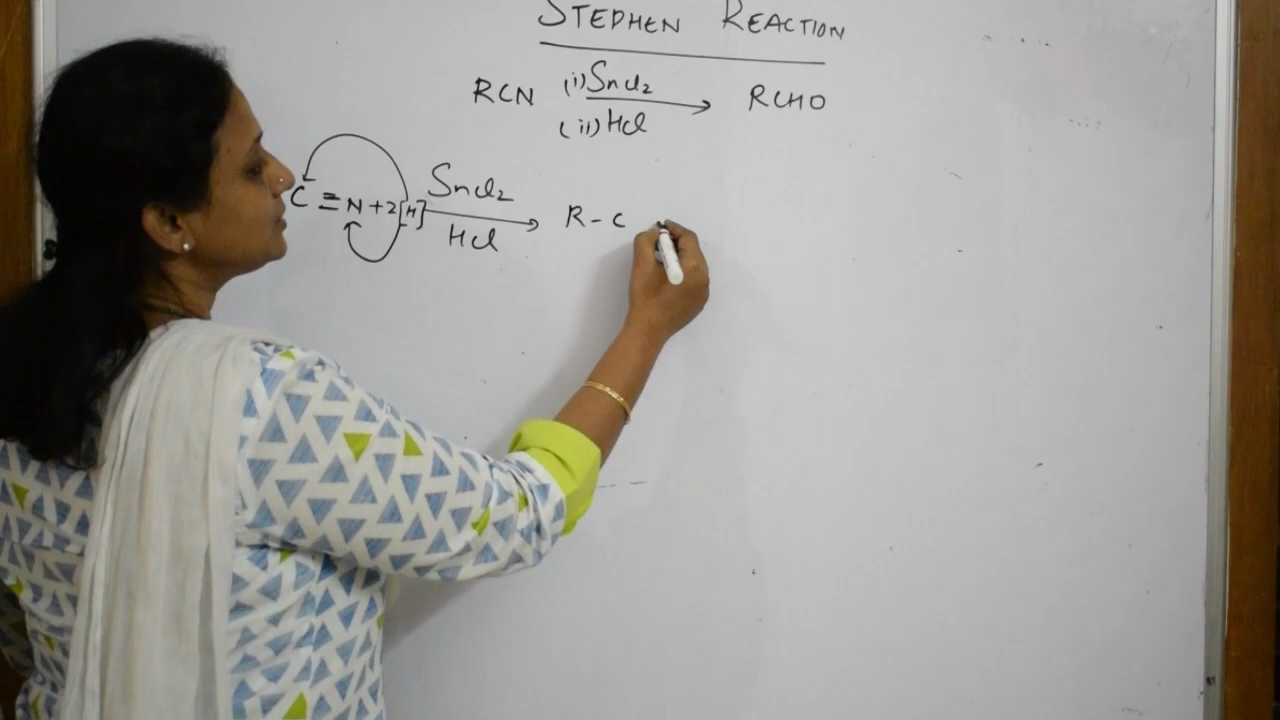 STEPHEN REACTION
RCN (i) SnCl2 RCHO
(ii) HCl
C ≡ N + 2[H] SnCl2 R - C
HCl